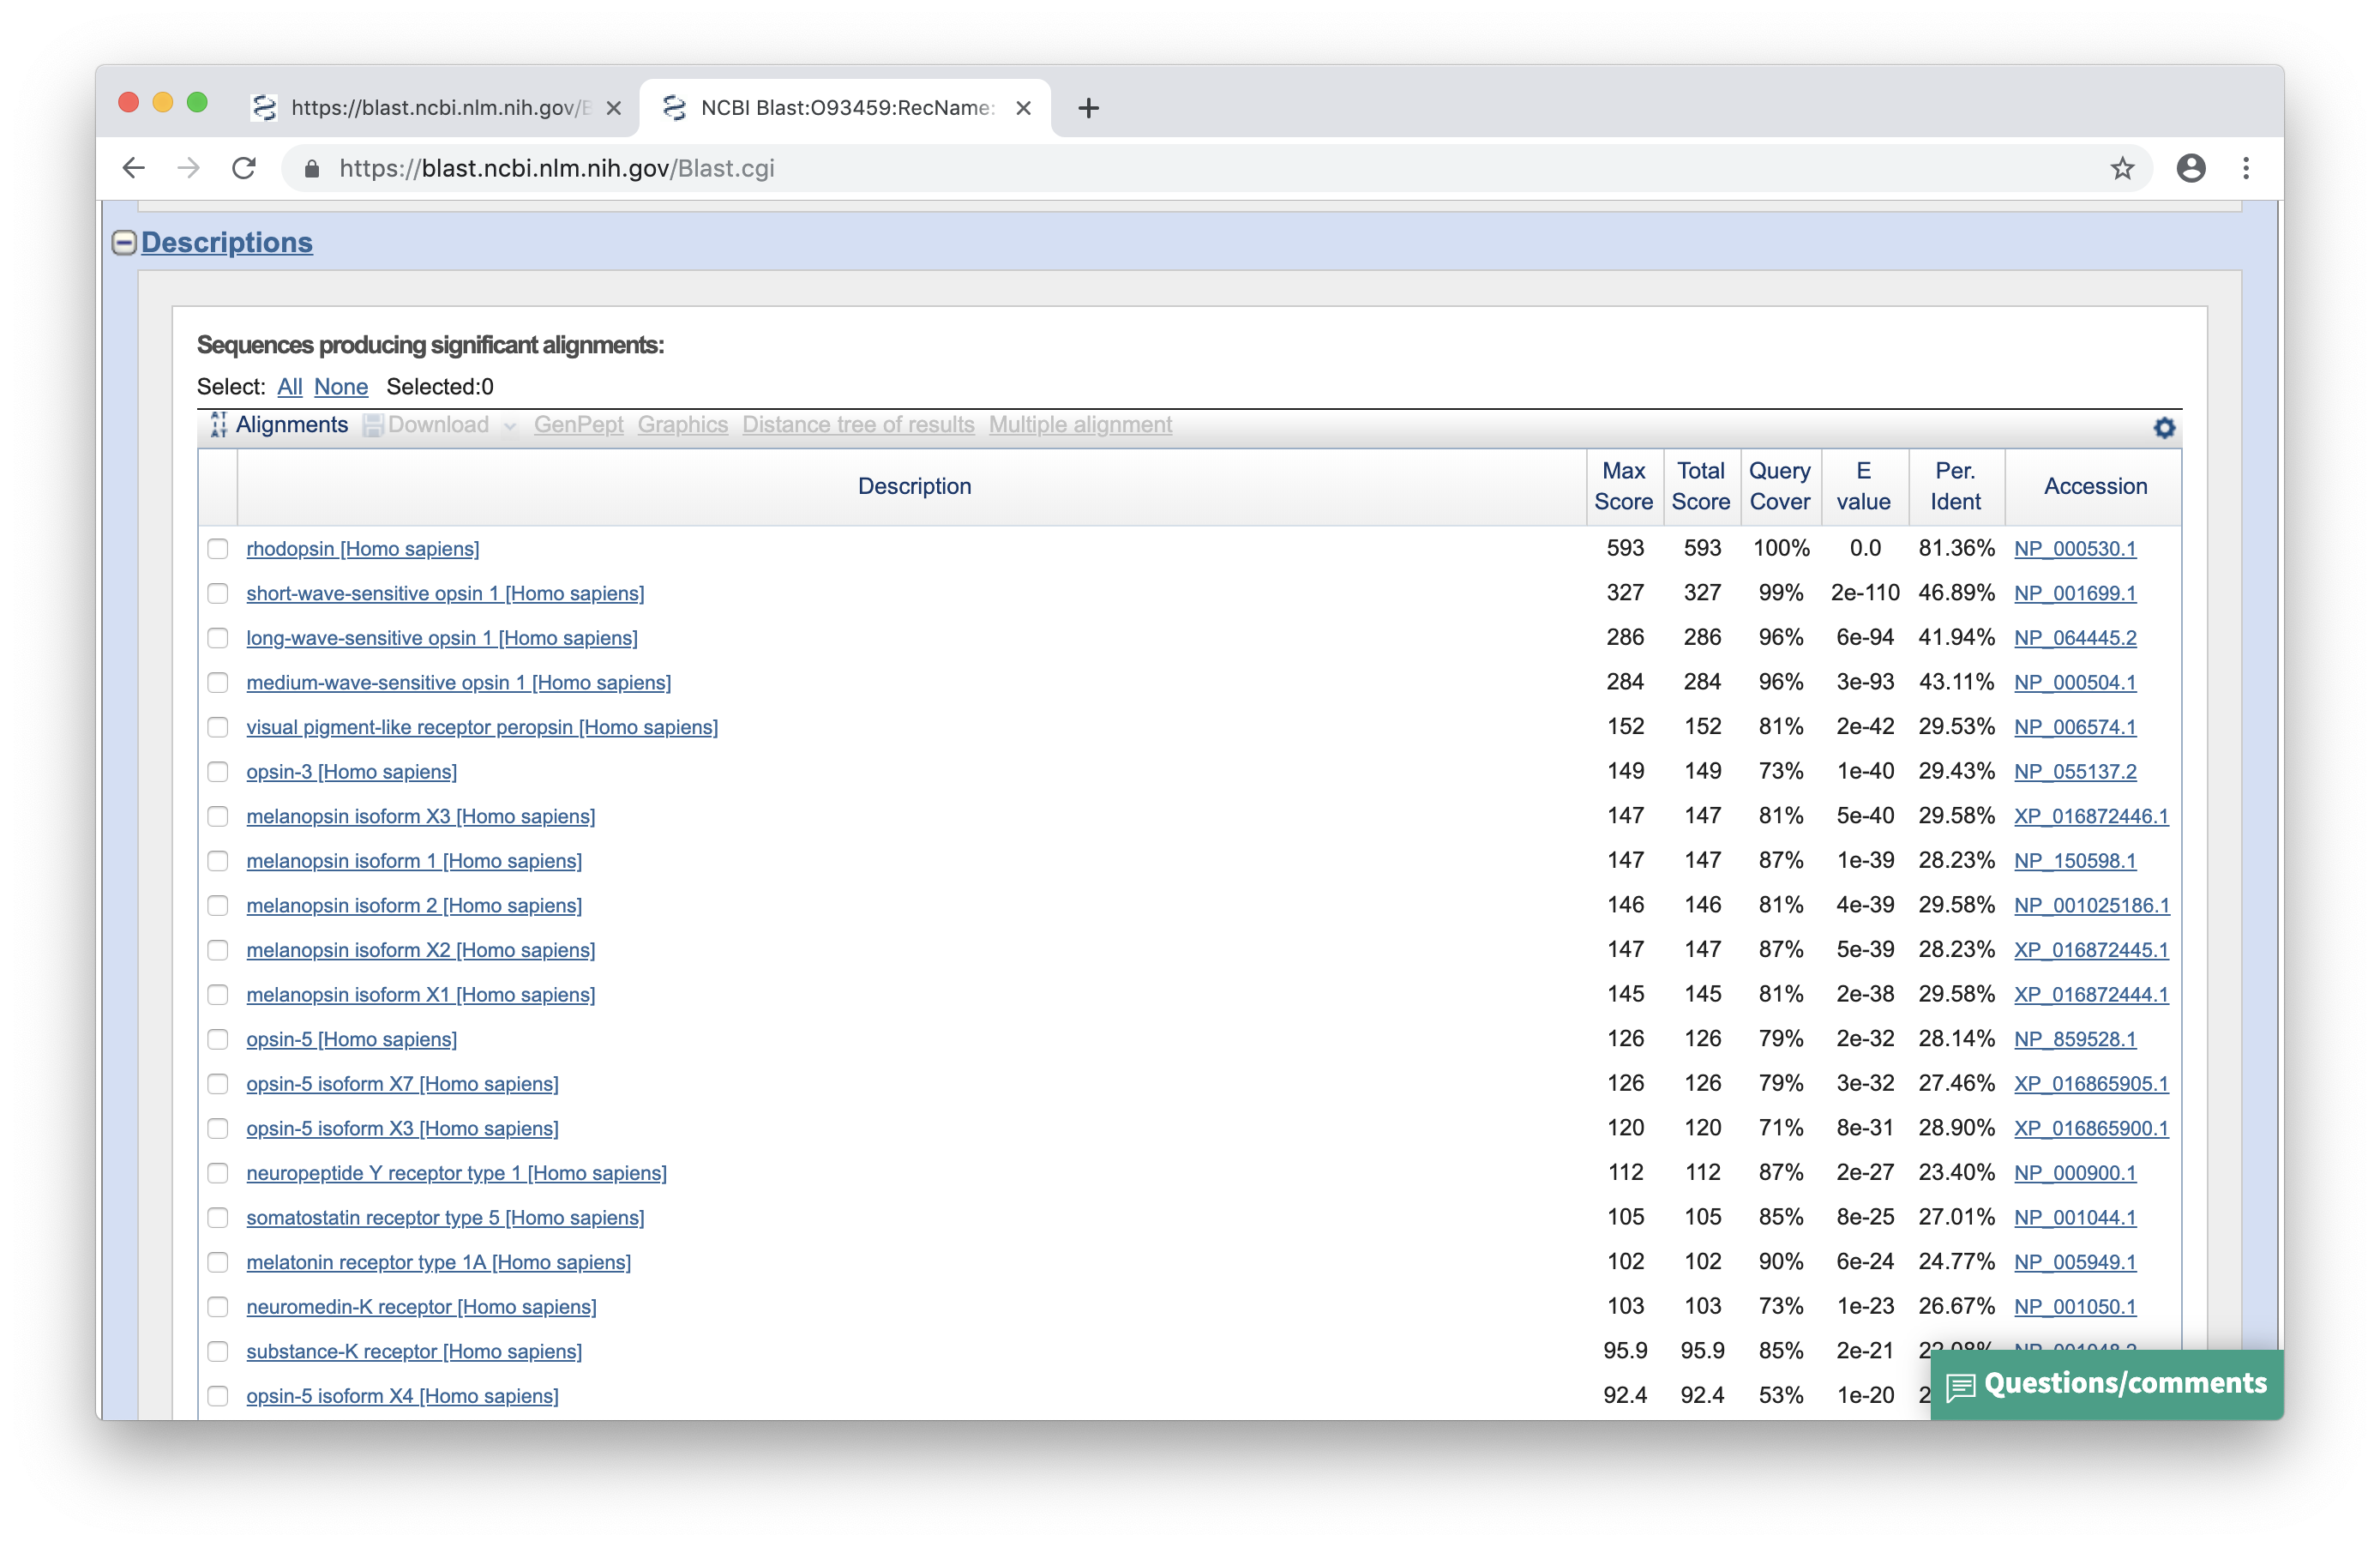 https://blast.ncbi.nlm.nih.gov/B
NCBI Blast:O93459:RecName:
https://blast.ncbi.nlm.nih.gov/Blast.cgi
Descriptions
Sequences producing significant alignments:
Select: All None Selected:0
Alignments Download GenPept Graphics Distance tree of results Multiple alignment
Description Max Score Total Score Query Cover E value Per. Ident Accession
rhodopsin [Homo sapiens] 593 593 100% 0.0 81.36% NP_000530.1
short-wave-sensitive opsin 1 [Homo sapiens] 327 327 99% 2e-110 46.89% NP_001699.1
long-wave-sensitive opsin 1 [Homo sapiens] 286 286 96% 6e-94 41.94% NP_064445.2
medium-wave-sensitive opsin 1 [Homo sapiens] 284 284 96% 3e-93 43.11% NP_000504.1
visual pigment-like receptor peropsin [Homo sapiens] 152 152 81% 2e-42 29.53% NP_006574.1
opsin-3 [Homo sapiens] 149 149 73% 1e-40 29.43% NP_055137.2
melanopsin isoform X3 [Homo sapiens] 147 147 81% 5e-40 29.58% XP_016872446.1
melanopsin isoform 1 [Homo sapiens] 147 147 87% 1e-39 28.23% NP_150598.1
melanopsin isoform 2 [Homo sapiens] 146 146 81% 4e-39 29.58% NP_001025186.1
melanopsin isoform X2 [Homo sapiens] 147 147 87% 5e-39 28.23% XP_016872445.1
melanopsin isoform X1 [Homo sapiens] 145 145 81% 2e-38 29.58% XP_016872444.1
opsin-5 [Homo sapiens] 126 126 79% 2e-32 28.14% NP_859528.1
opsin-5 isoform X7 [Homo sapiens] 126 126 79% 3e-32 27.46% XP_016865905.1
opsin-5 isoform X3 [Homo sapiens] 120 120 71% 8e-31 28.90% XP_016865900.1
neuropeptide Y receptor type 1 [Homo sapiens] 112 112 87% 2e-27 23.40% NP_000900.1
somatostatin receptor type 5 [Homo sapiens] 105 105 85% 8e-25 27.01% NP_001044.1
melatonin receptor type 1A [Homo sapiens] 102 102 90% 6e-24 24.77% NP_005949.1
neuromedin-K receptor [Homo sapiens] 103 103 73% 1e-23 26.67% NP_001050.1
substance-K receptor [Homo sapiens] 95.9 95.9 85% 2e-21
opsin-5 isoform X4 [Homo sapiens] 92.4 92.4 53% 1e-20
Questions/comments